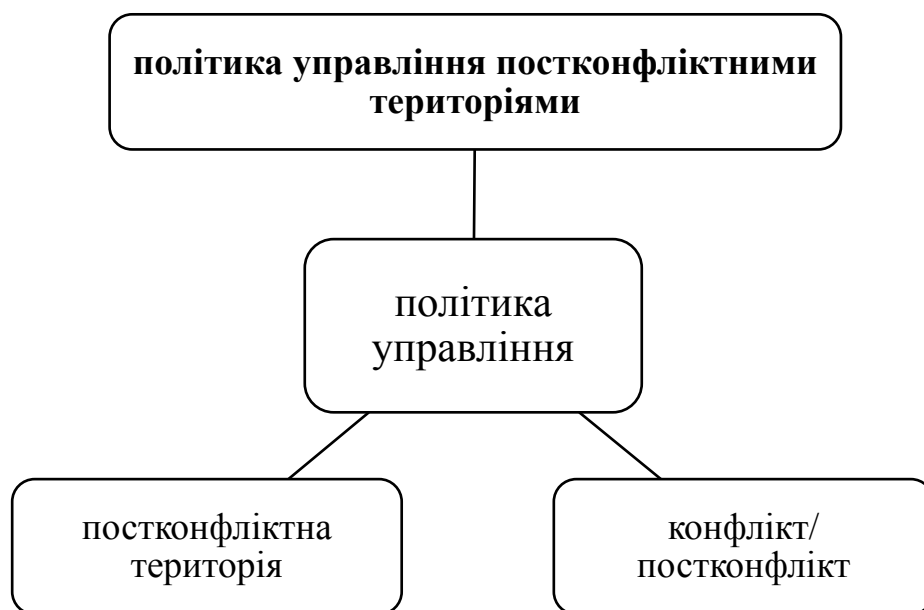 політика управління постконфліктними
територіями
політика
управління
постконфліктна
територія
конфлікт/
постконфлікт